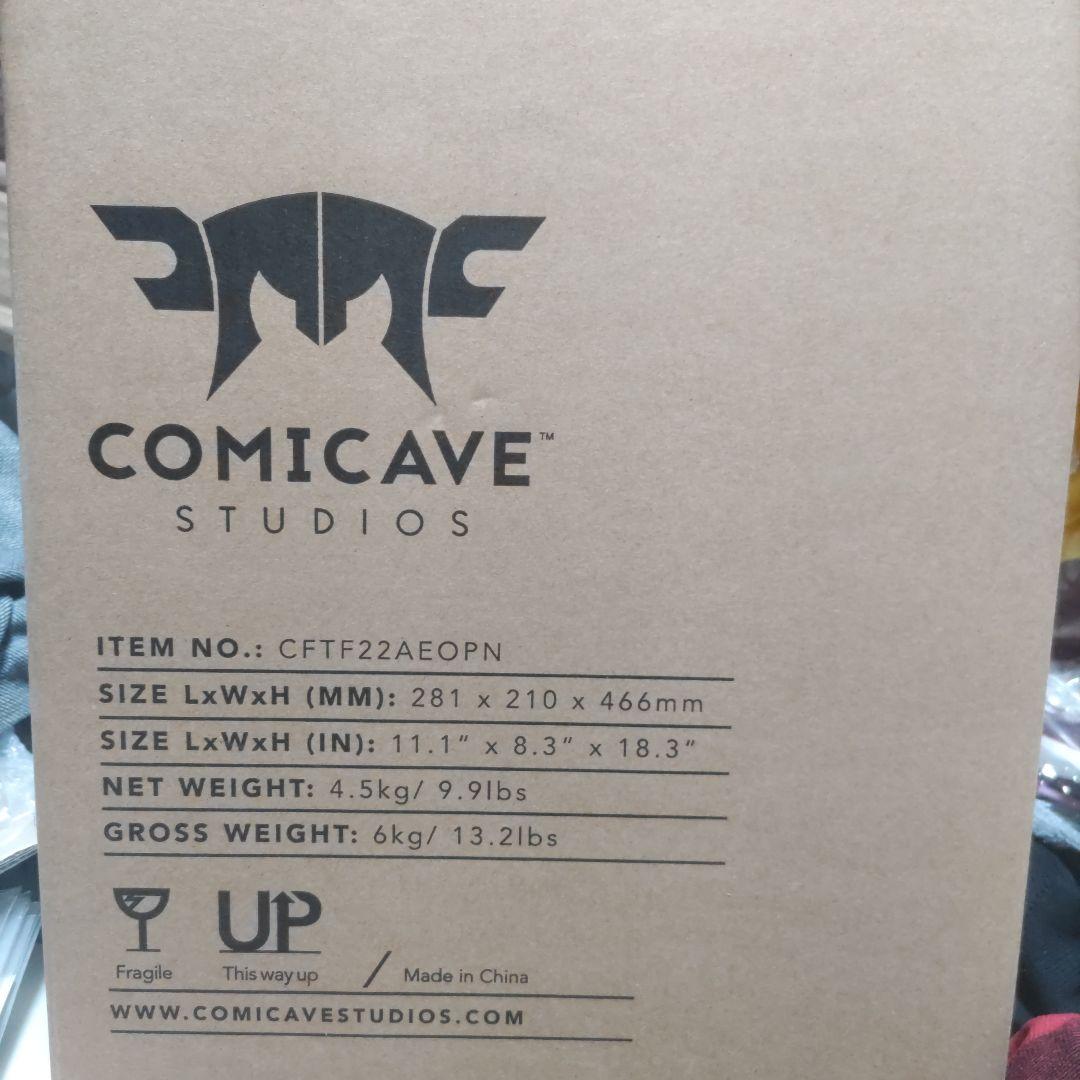 COMICAVE™
STUDIOS
ITEM NO.: CFTF22AEOPN
SIZE LxWxH (MM): 281 x 210 x 466mm
SIZE LxWxH (IN): 11.1" x 8.3" x 18.3"
NET WEIGHT: 4.5kg/ 9.9lbs
GROSS WEIGHT: 6kg/ 13.2lbs
UP
Fragile This way up / Made in China
WWW.COMICAVESTUDIOS.COM